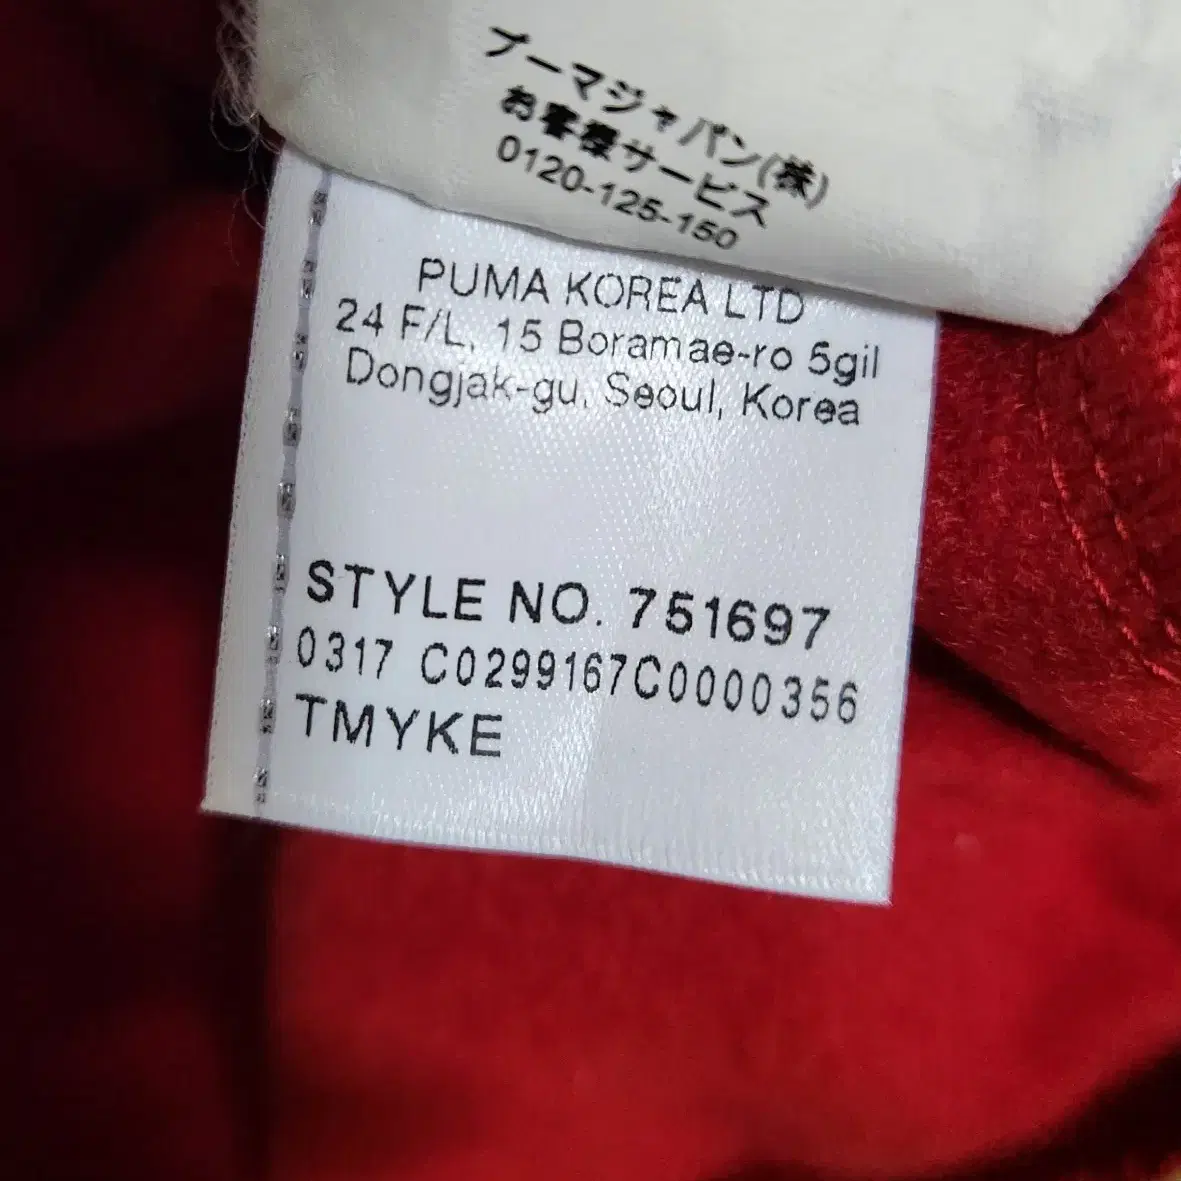 プーマジャパン(株)
お客様サービス
0120-125-150
PUMA KOREA LTD
24 F/L, 15 Boramae-ro 5gil
Dongjak-gu, Seoul, Korea
STYLE NO. 751697
0317 C0299167C0000356
TMYKE